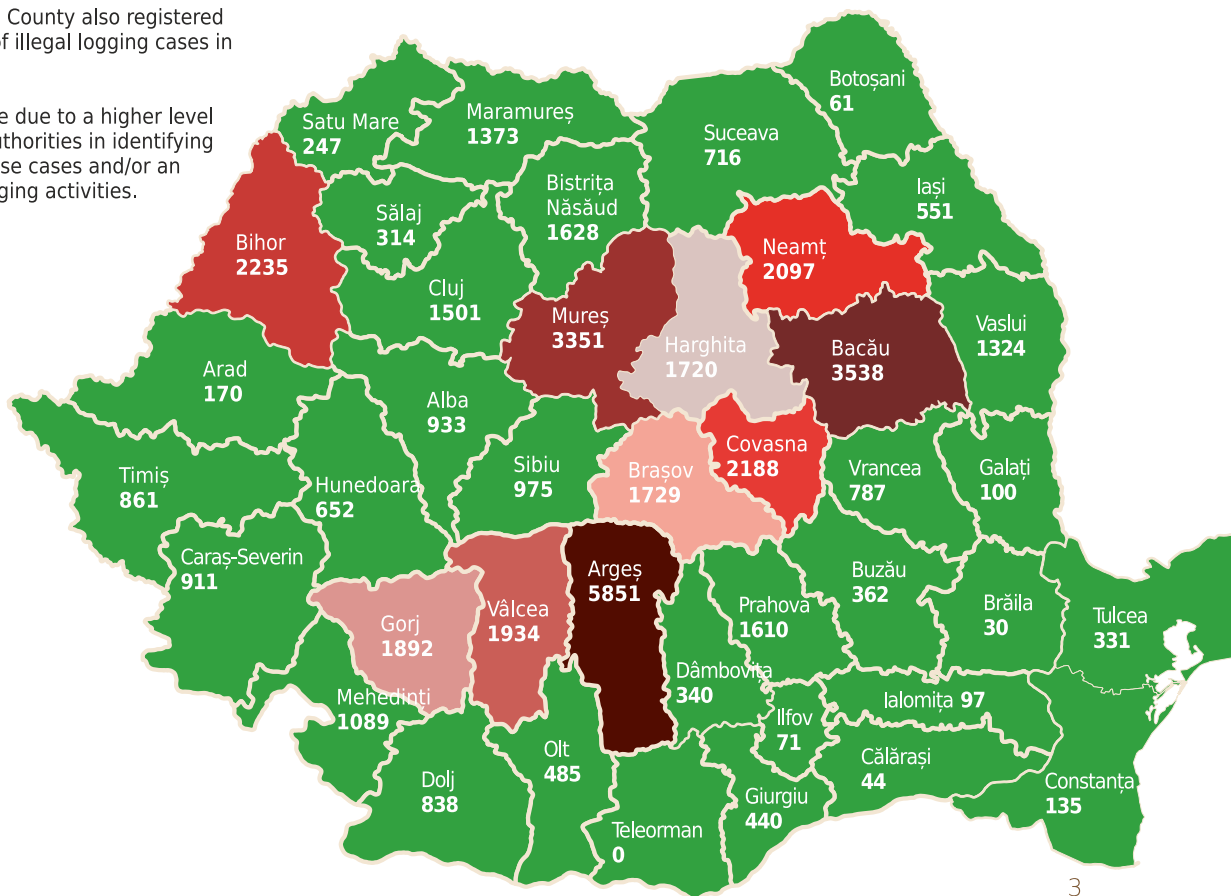 County also registered
of illegal logging cases in
e due to a higher level
uthorities in identifying
se cases and/or an
ging activities.
Botoșani
61
Satu Mare
247
Maramureș
1373
Suceava
716
Iași
551
Bistrița
Năsăud
1628
Sălaj
314
Bihor
2235
Neamț
2097
Cluj
1501
Mureș
3351
Harghita
1720
Bacău
3538
Vaslui
1324
Arad
170
Alba
933
Covasna
2188
Timiș
861
Hunedoara
652
Sibiu
975
Brașov
1729
Vrancea
787
Galați
100
Caraș-Severin
911
Argeș
5851
Buzău
362
Gorj
1892
Vâlcea
1934
Prahova
1610
Brăila
30
Tulcea
331
Dâmbovița
340
Mehedinți
1089
Ialomița 97
Ilfov
71
Olt
485
Călărași
44
Dolj
838
Constanța
135
Giurgiu
440
Teleorman
0
3